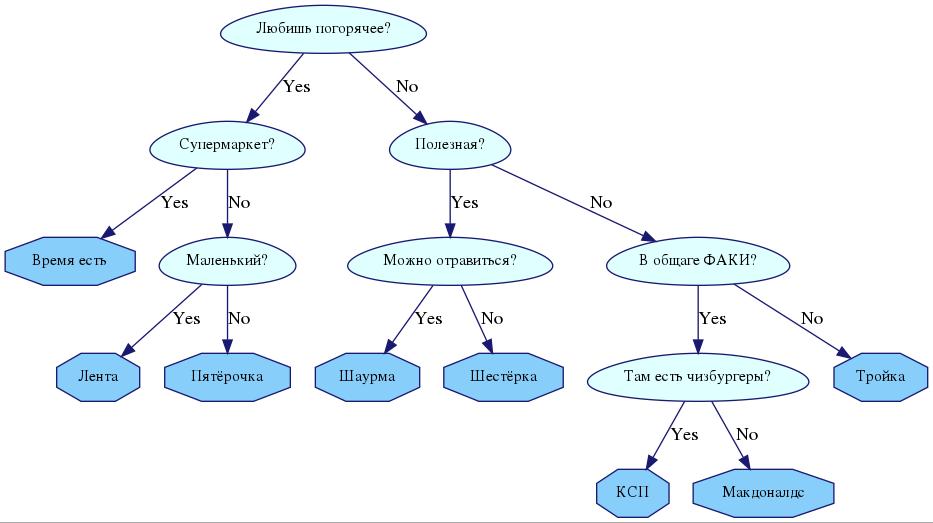 Любишь погорячее?
Yes
No
Супермаркет?
Полезная?
Yes
No
Yes
No
Время есть
Маленький?
Можно отравиться?
В общаге ФАКИ?
Yes
No
Yes
No
Yes
No
Лента
Пятёрочка
Шаурма
Шестёрка
Там есть чизбургеры?
Тройка
Yes
No
КСП
Макдоналдс